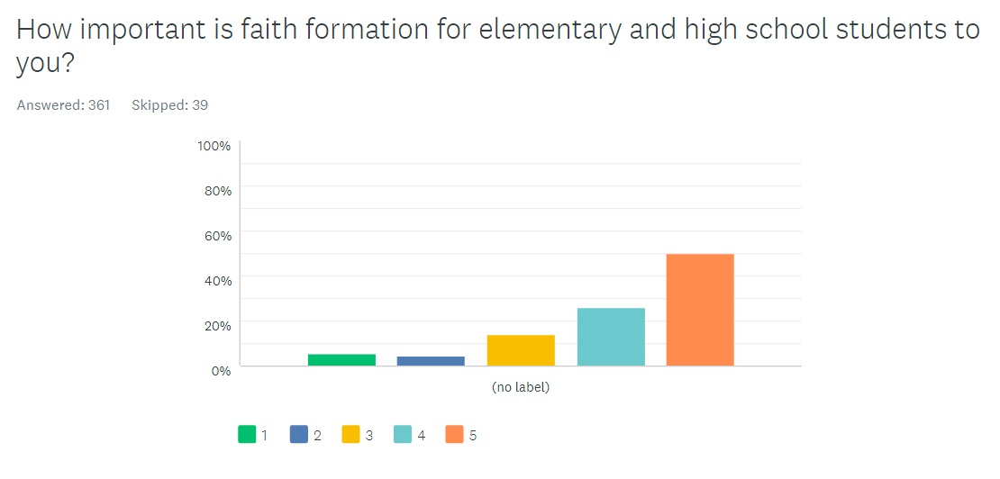 How important is faith formation for elementary and high school students to
you?
Answered: 361 Skipped: 39
100%
80%
60%
40%
20%
0%
(no label)
1 2 3 4 5